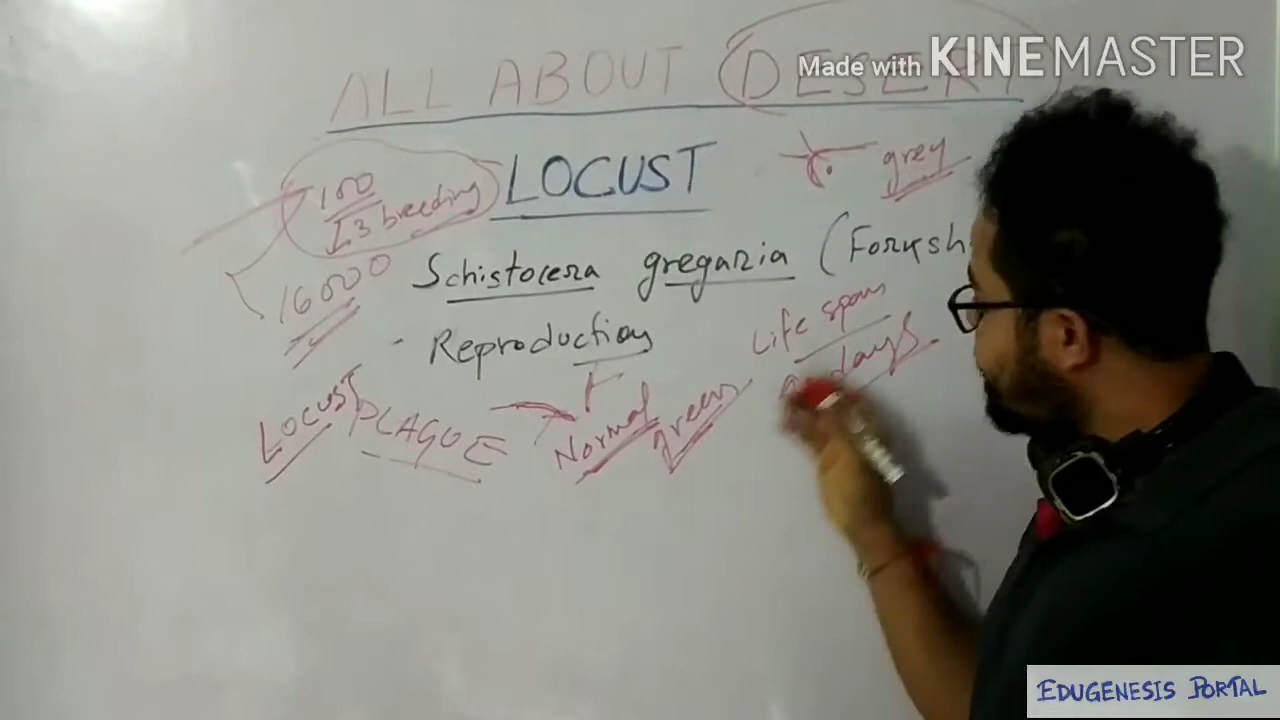 Made with KINEMASTER
ALL ABOUT DESERT
LOCUST
grey
100
I3 breeding
16000
Schistocera gregaria (Forksh
Reproduction
Life span
days
LOCUST PLAGUE
Normal green
EDUGENESIS PORTAL